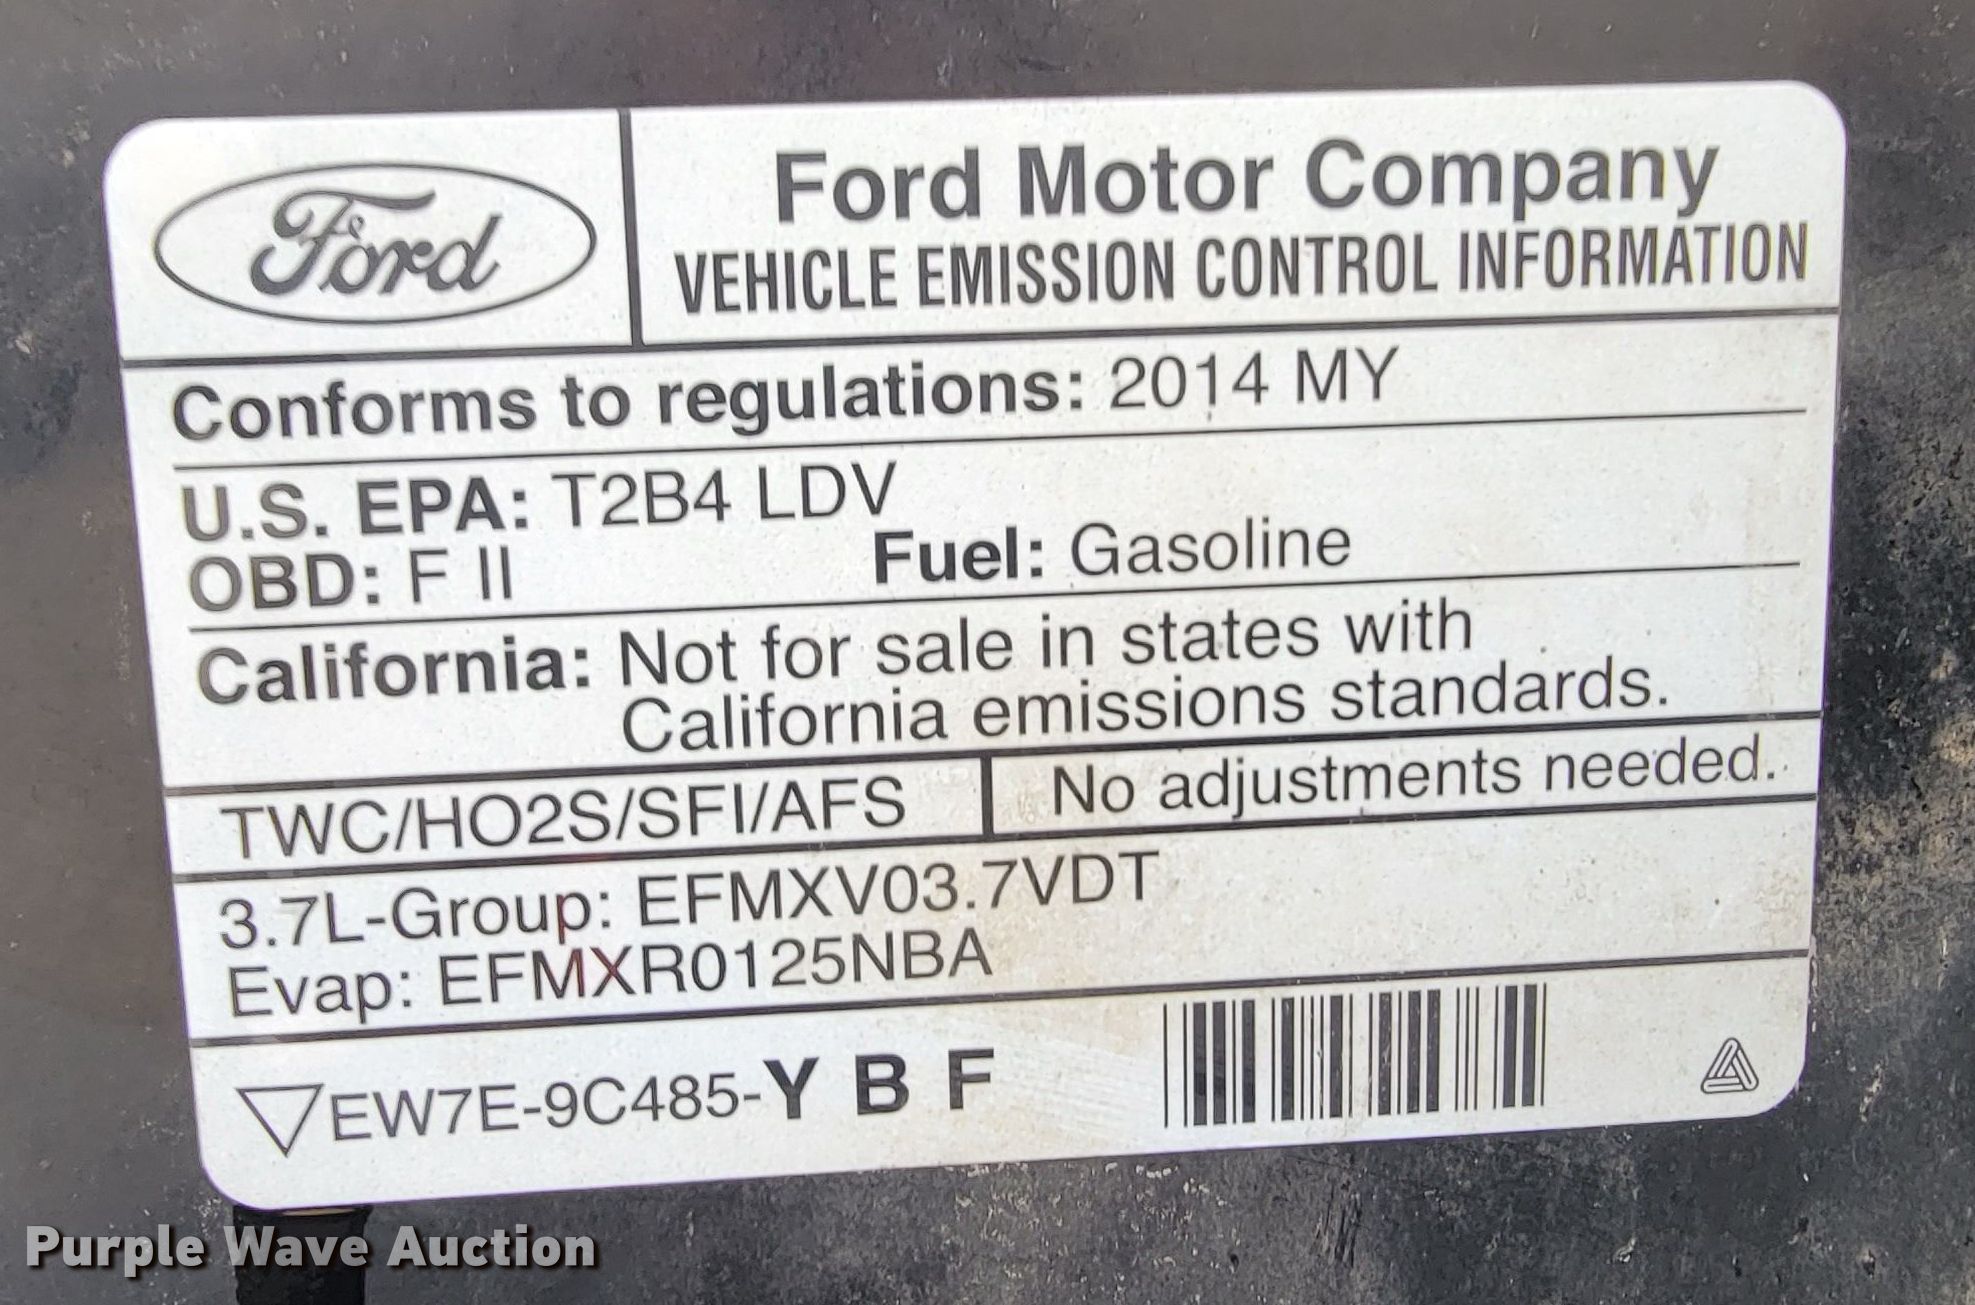 Ford
Ford Motor Company
VEHICLE EMISSION CONTROL INFORMATION
Conforms to regulations: 2014 MY
U.S. EPA: T2B4 LDV
OBD: F II
Fuel: Gasoline
California: Not for sale in states with
California emissions standards.
TWC/HO2S/SFI/AFS
No adjustments needed.
3.7L-Group: EFMXV03.7VDT
Evap: EFMXR0125NBA
EW7E-9C485-Y B F
Purple Wave Auction